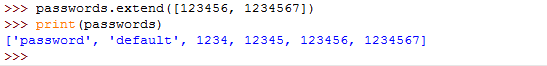 >>> passwords.extend([123456, 1234567])
>>> print(passwords)
['password', 'default', 1234, 12345, 123456, 1234567]
>>>